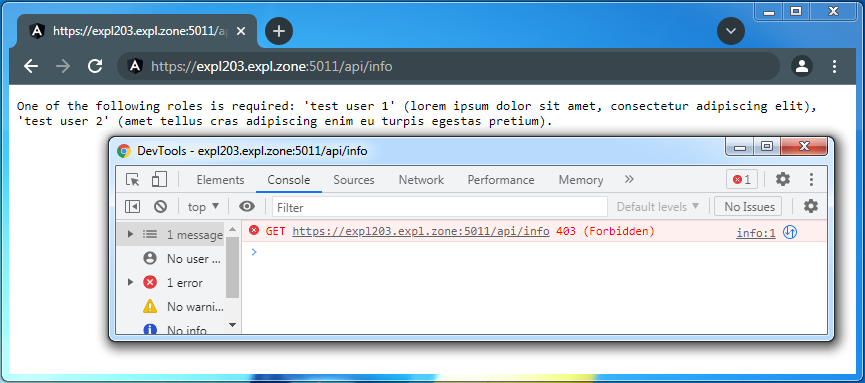 https://expl203.expl.zone:5011/a
https://expl203.expl.zone:5011/api/info
One of the following roles is required: 'test user 1' (lorem ipsum dolor sit amet, consectetur adipiscing elit),
'test user 2' (amet tellus cras adipiscing enim eu turpis egestas pretium).
DevTools - expl203.expl.zone:5011/api/info
Elements Console Sources Network Performance Memory » 1
top Filter Default levels No Issues
1 message
No user ...
1 error
No warni...
No info
GET https://expl203.expl.zone:5011/api/info 403 (Forbidden) info:1